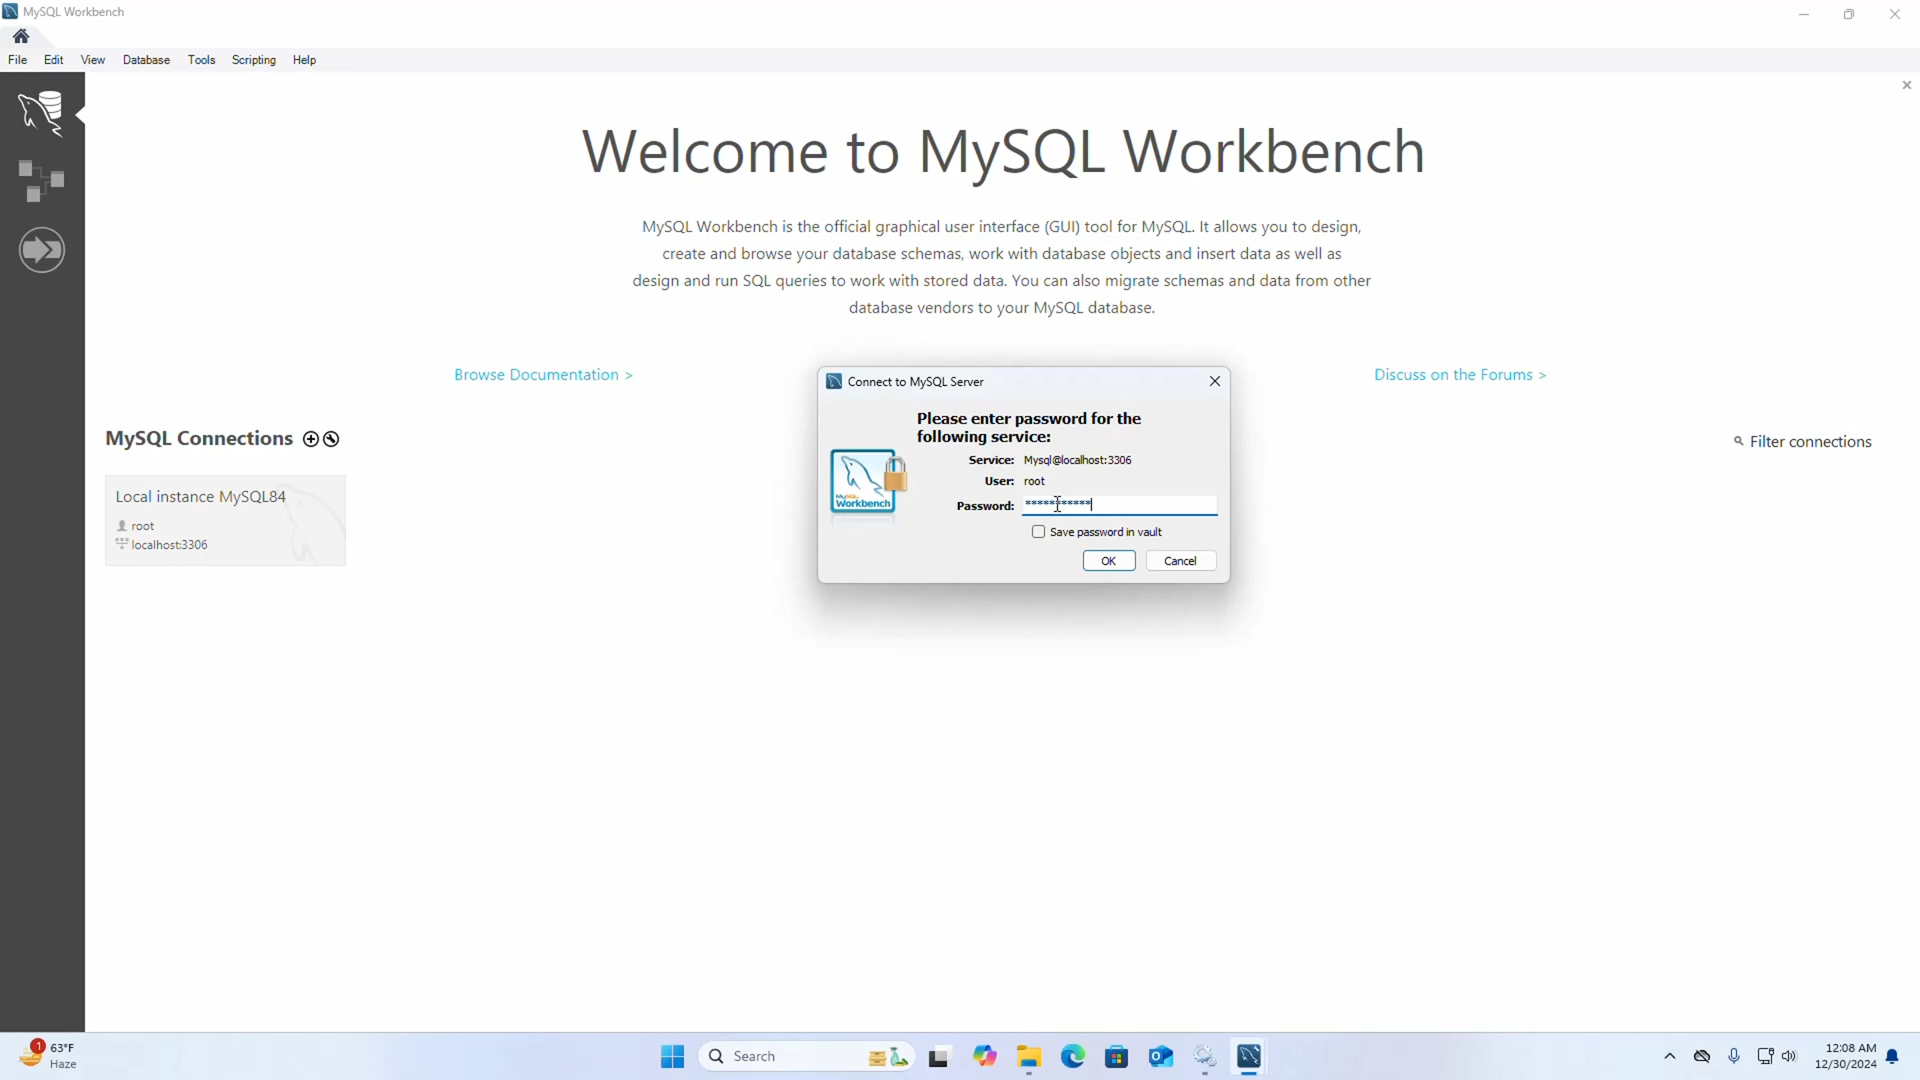 MySQL Workbench
File Edit View Database Tools Scripting Help
Welcome to MySQL Workbench
MySQL Workbench is the official graphical user interface (GUI) tool for MySQL. It allows you to design,
create and browse your database schemas, work with database objects and insert data as well as
design and run SQL queries to work with stored data. You can also migrate schemas and data from other
database vendors to your MySQL database.
Browse Documentation >
Discuss on the Forums >
Connect to MySQL Server
Please enter password for the
following service:
Service: Mysql@localhost:3306
User: root
Password: ***********
Save password in vault
OK Cancel
MySQL
Workbench
MySQL Connections
Filter connections
Local instance MySQL84
root
localhost:3306
1
63°F
Haze
Search
12:08 AM
12/30/2024